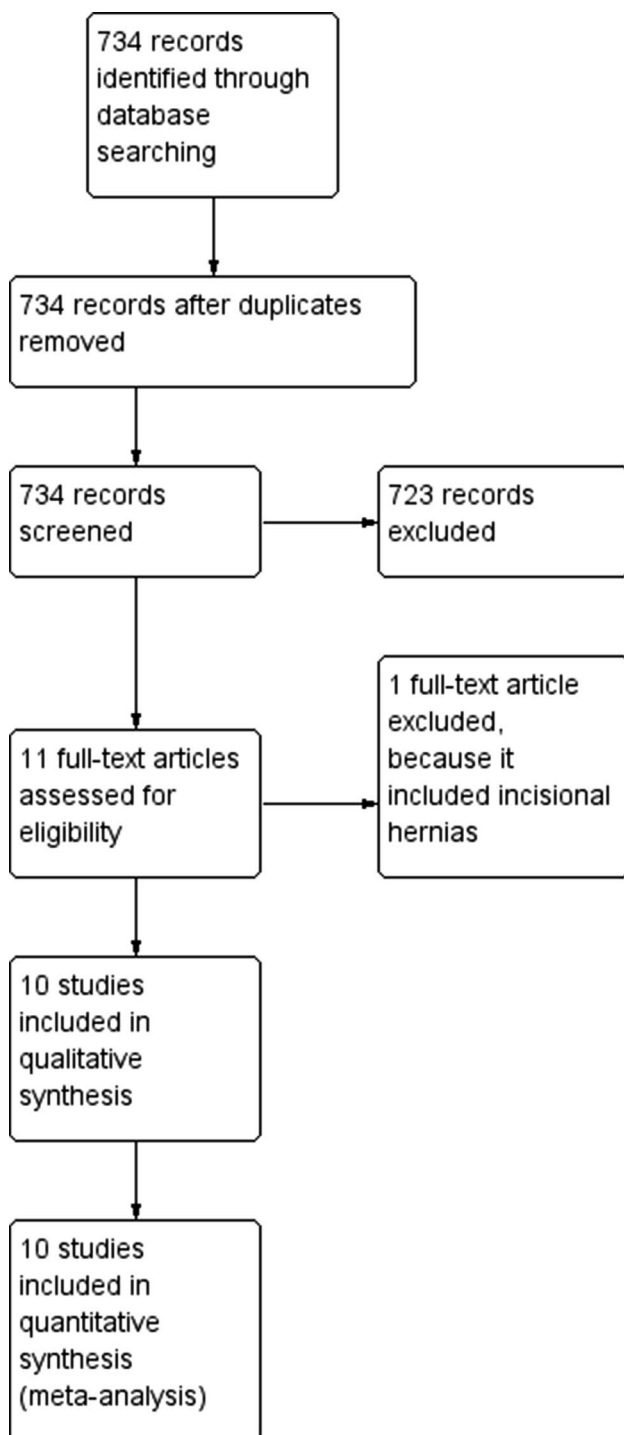 734 records
identified through
database
searching
734 records after duplicates
removed
734 records
screened
723 records
excluded
1 full-text article
excluded,
because it
included incisional
hernias
11 full-text articles
assessed for
eligibility
10 studies
included in
qualitative
synthesis
10 studies
included in
quantitative
synthesis
(meta-analysis)